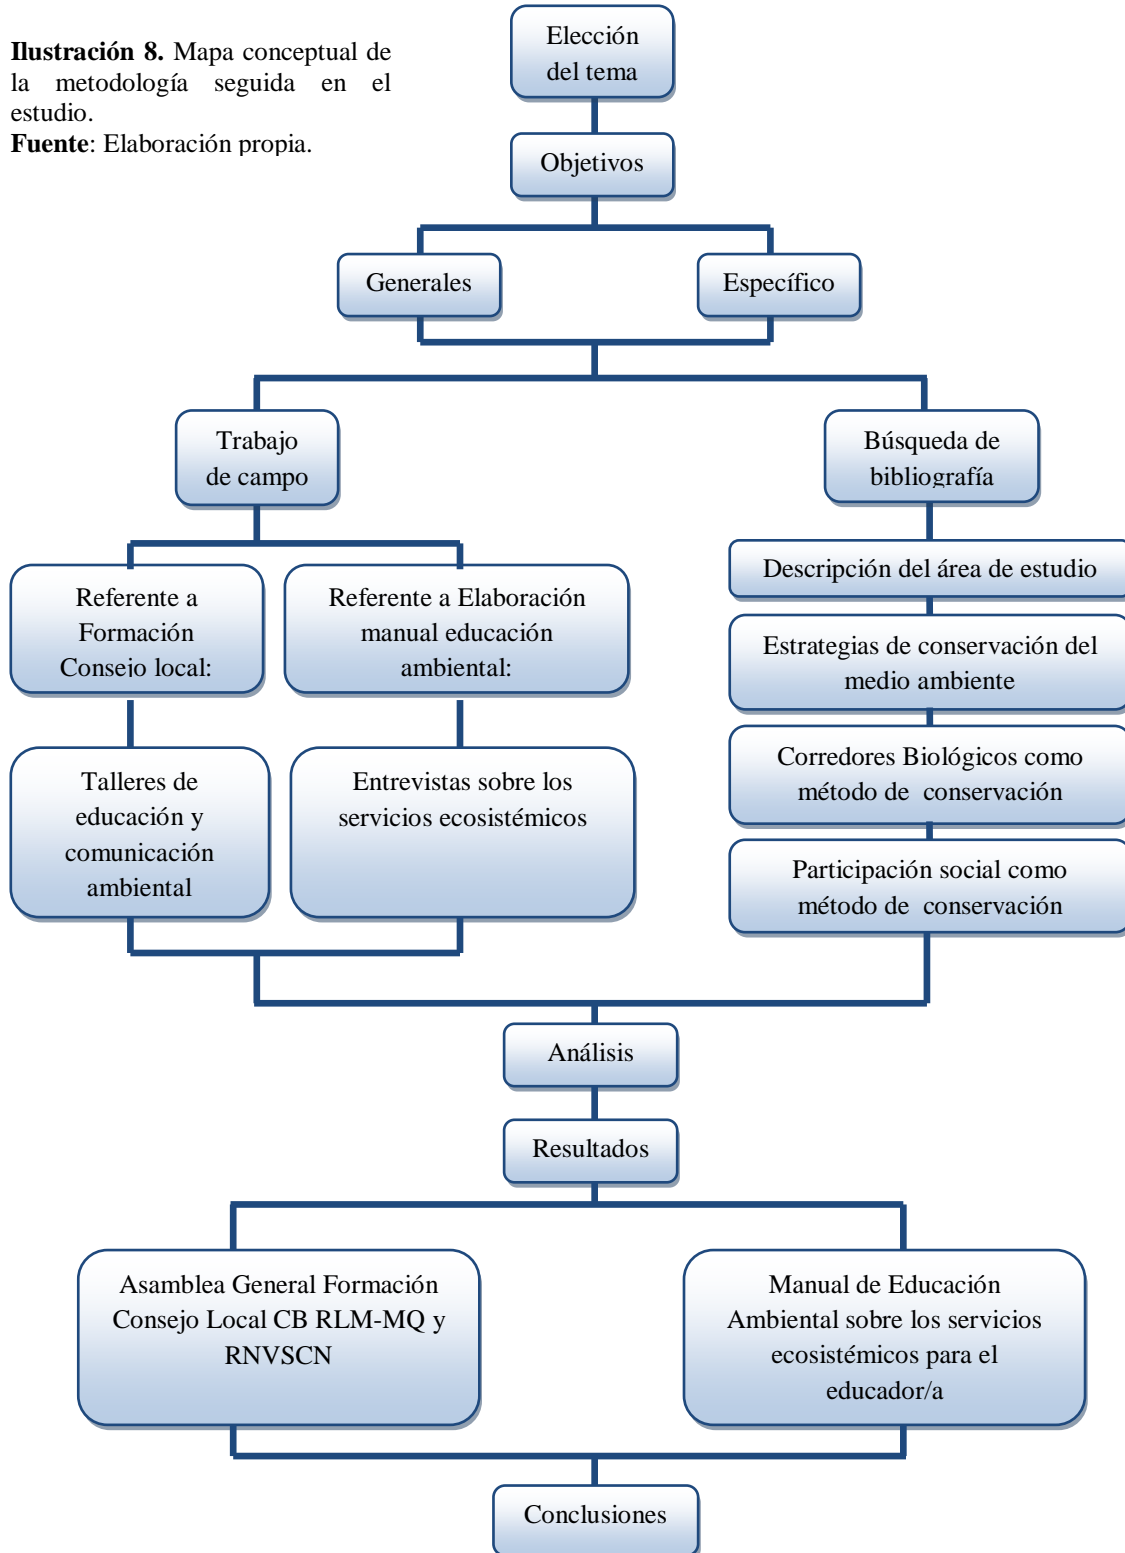 Ilustración 8. Mapa conceptual de
la metodología seguida en el
estudio.
Fuente: Elaboración propia.
Elección
del tema
Objetivos
Generales
Específico
Trabajo
de campo
Búsqueda de
bibliografía
Referente a
Formación
Consejo local:
Referente a Elaboración
manual educación
ambiental:
Descripción del área de estudio
Estrategias de conservación del
medio ambiente
Corredores Biológicos como
método de conservación
Participación social como
método de conservación
Talleres de
educación y
comunicación
ambiental
Entrevistas sobre los
servicios ecosistémicos
Análisis
Resultados
Asamblea General Formación
Consejo Local CB RLM-MQ y
RNVSCN
Manual de Educación
Ambiental sobre los servicios
ecosistémicos para el
educador/a
Conclusiones